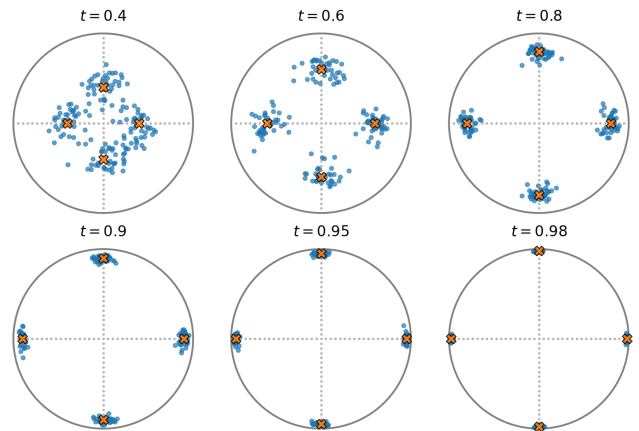 t = 0.4
t = 0.6
t = 0.8
t = 0.9
t = 0.95
t = 0.98